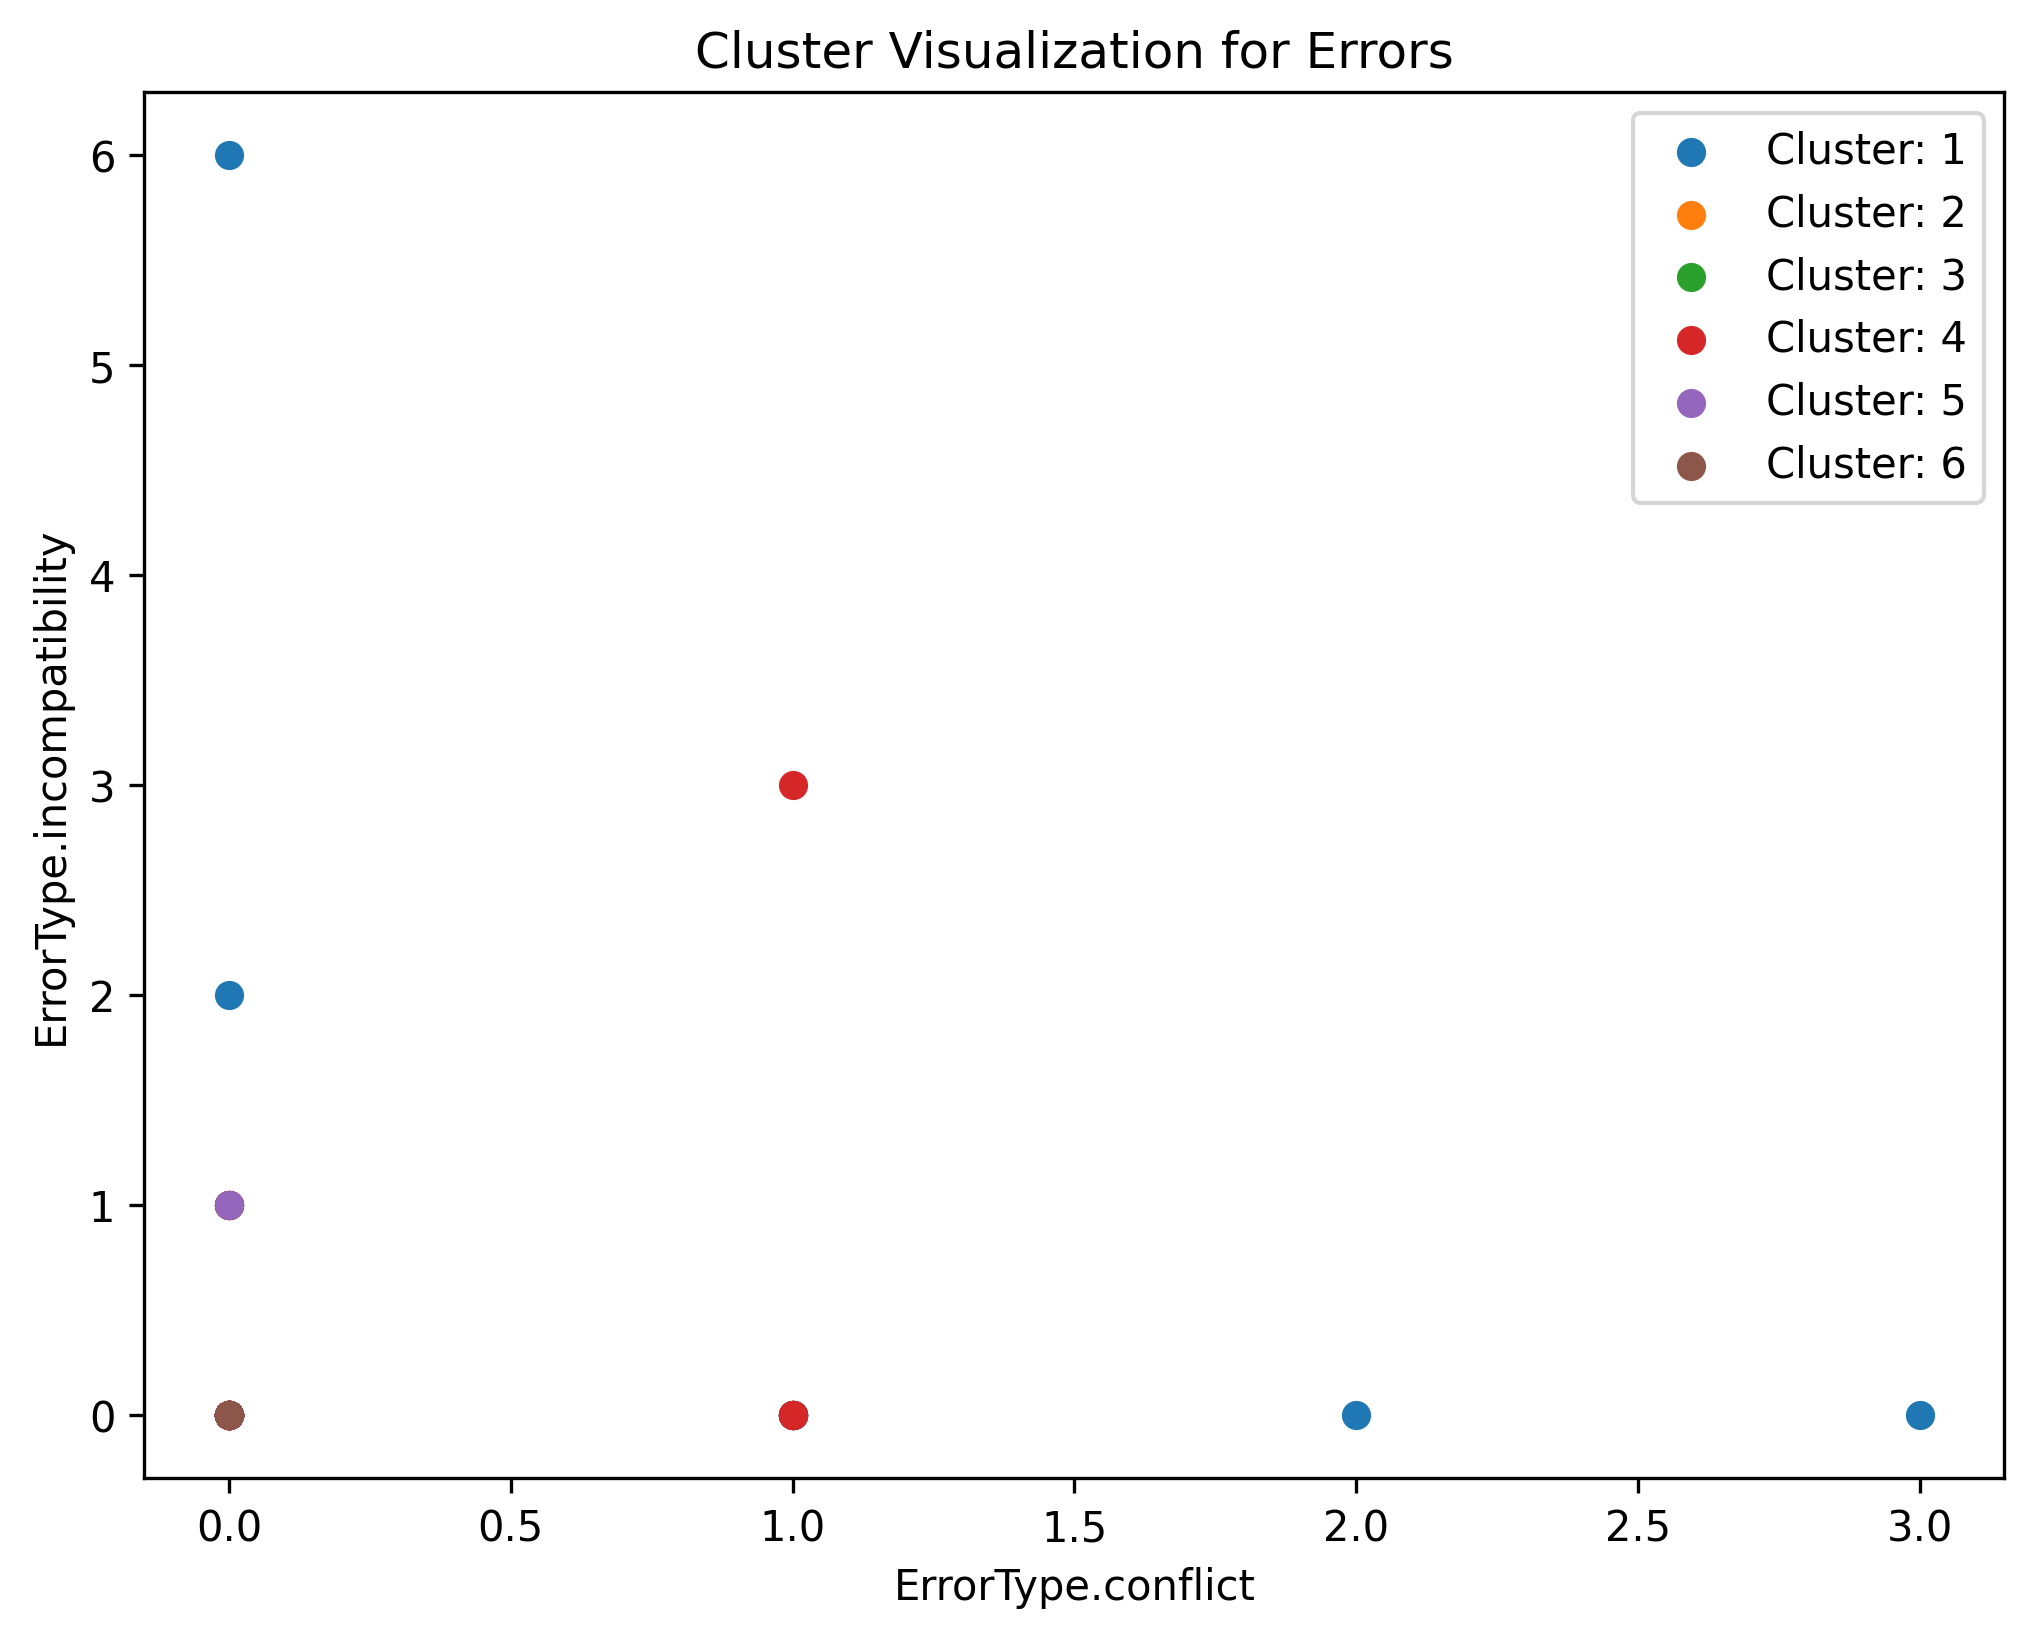 Cluster Visualization for Errors
Cluster: 1
Cluster: 2
Cluster: 3
Cluster: 4
Cluster: 5
Cluster: 6
ErrorType.incompatibility
6
5
4
3
2
1
0
0.0 0.5 1.0 1.5 2.0 2.5 3.0
ErrorType.conflict